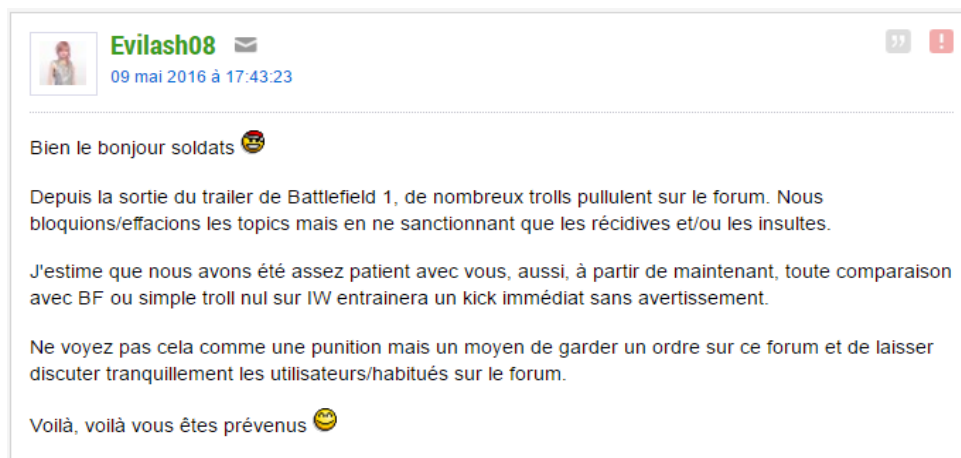 Evilash08
09 mai 2016 à 17:43:23
Bien le bonjour soldats
Depuis la sortie du trailer de Battlefield 1, de nombreux trolls pullulent sur le forum. Nous
bloquions/effacions les topics mais en ne sanctionnant que les récidives et/ou les insultes.
J'estime que nous avons été assez patient avec vous, aussi, à partir de maintenant, toute comparaison
avec BF ou simple troll nul sur IW entrainera un kick immédiat sans avertissement.
Ne voyez pas cela comme une punition mais un moyen de garder un ordre sur ce forum et de laisser
discuter tranquillement les utilisateurs/habitués sur le forum.
Voilà, voilà vous êtes prévenus